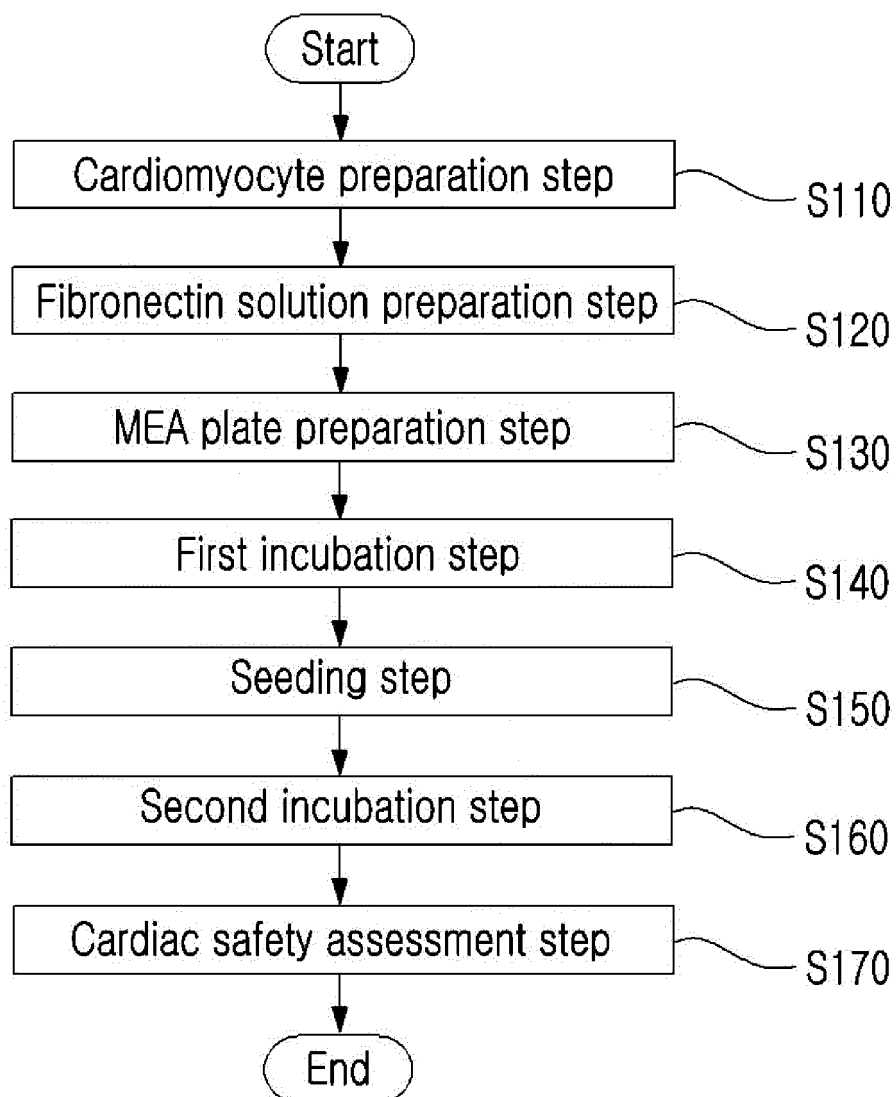 Start
Cardiomyocyte preparation step
S110
Fibronectin solution preparation step
S120
MEA plate preparation step
S130
First incubation step
S140
Seeding step
S150
Second incubation step
S160
Cardiac safety assessment step
S170
End